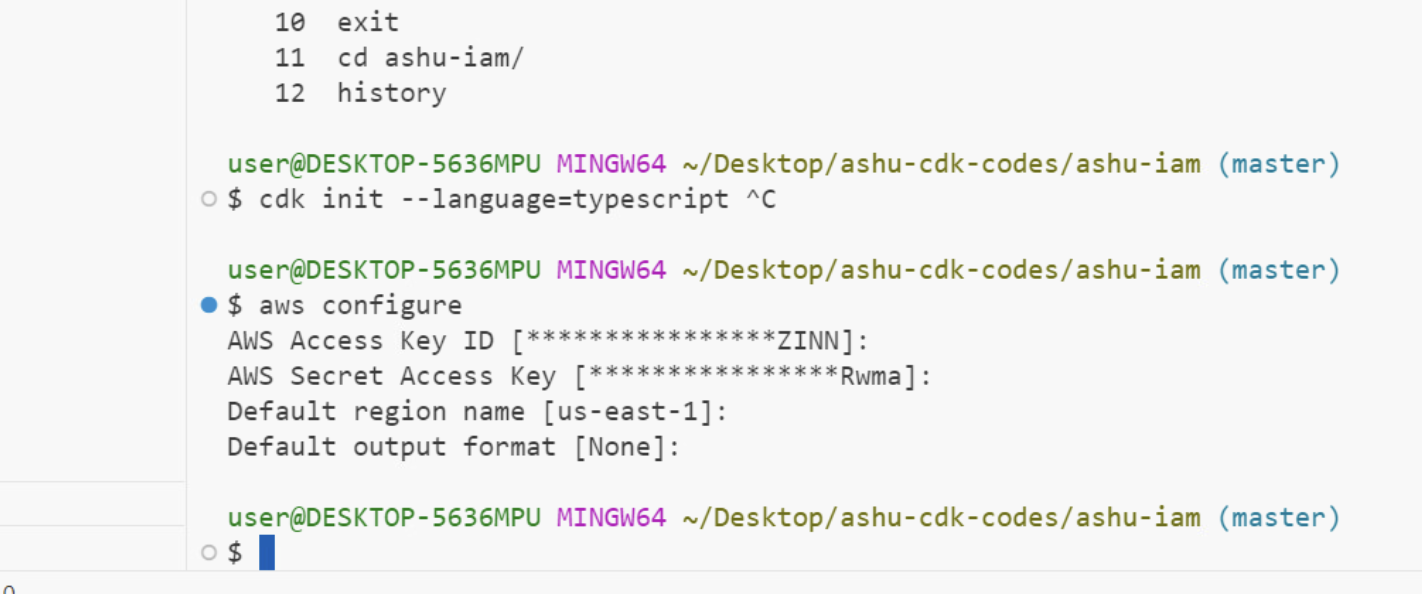 10 exit
11 cd ashu-iam/
12 history
user@DESKTOP-5636MPU MINGW64 ~/Desktop/ashu-cdk-codes/ashu-iam (master)
$ cdk init --language=typescript ^C
user@DESKTOP-5636MPU MINGW64 ~/Desktop/ashu-cdk-codes/ashu-iam (master)
$ aws configure
AWS Access Key ID [****************ZINN]:
AWS Secret Access Key [****************Rwma]:
Default region name [us-east-1]:
Default output format [None]:
user@DESKTOP-5636MPU MINGW64 ~/Desktop/ashu-cdk-codes/ashu-iam (master)
$